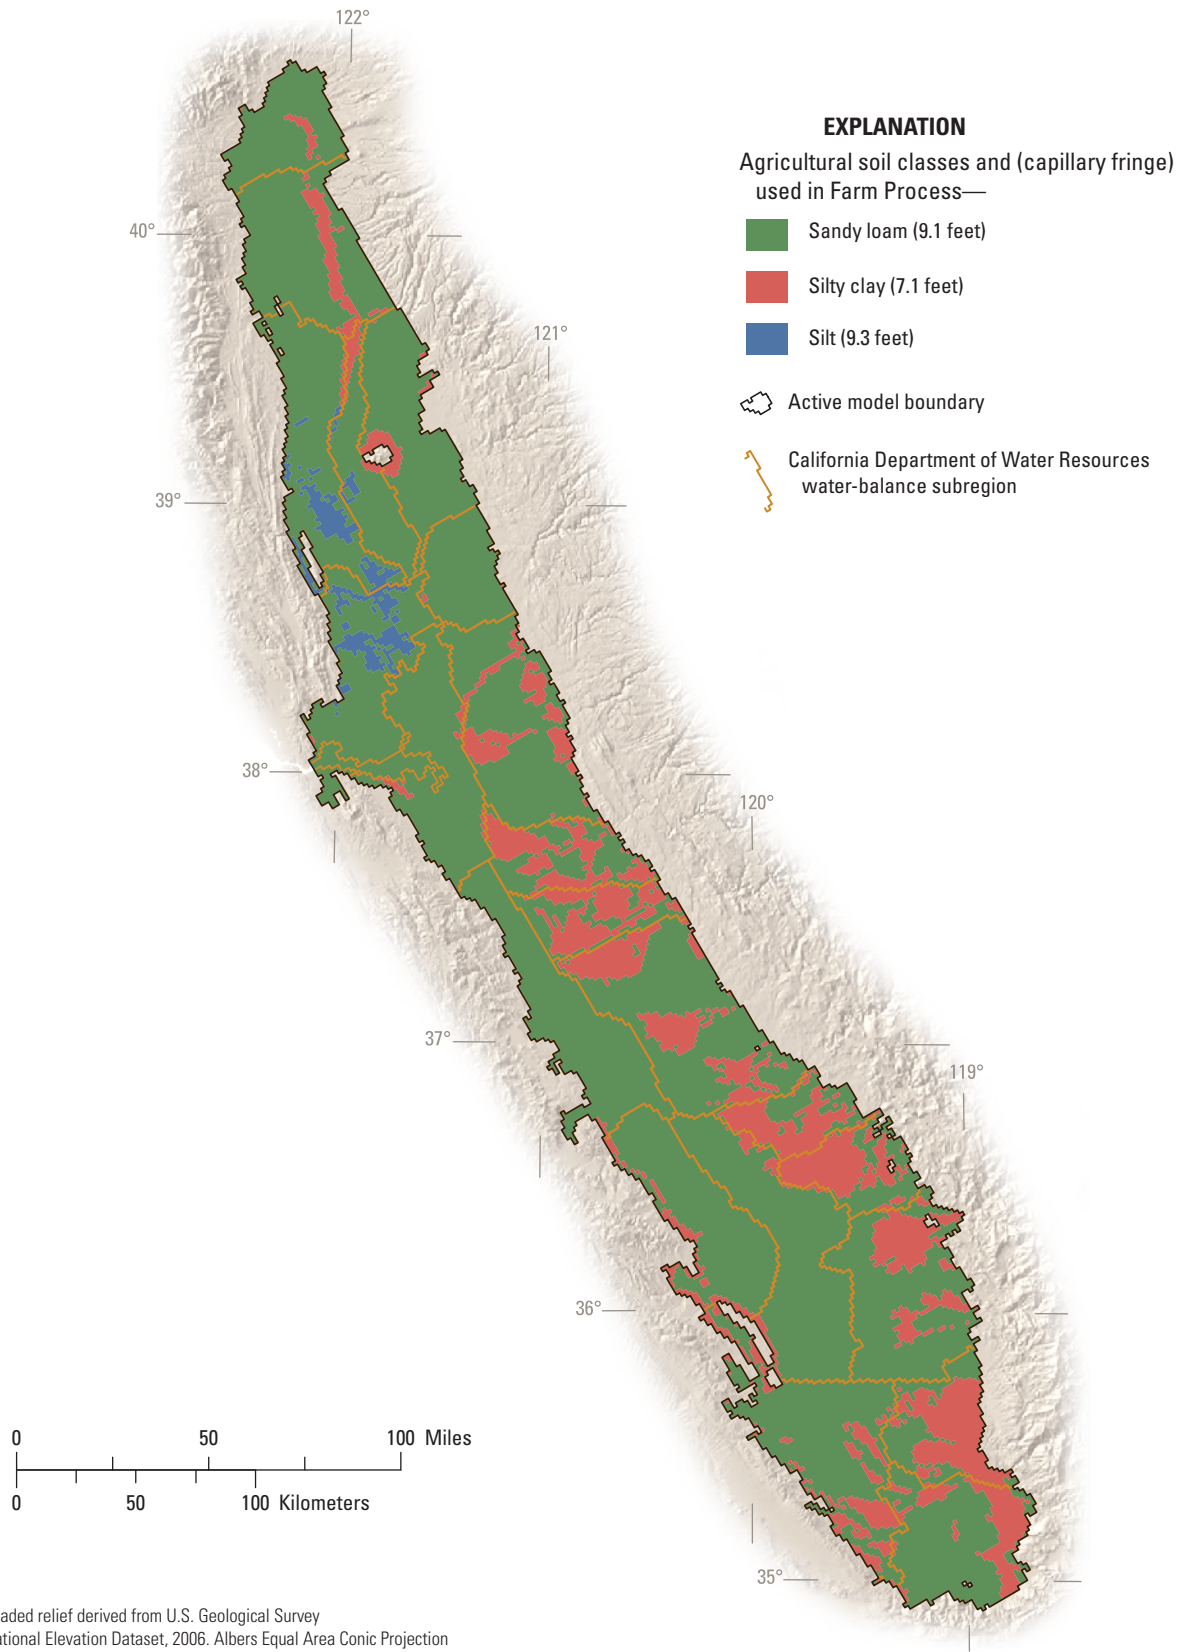 122°
EXPLANATION
Agricultural soil classes and (capillary fringe)
used in Farm Process—
Sandy loam (9.1 feet)
Silty clay (7.1 feet)
Silt (9.3 feet)
Active model boundary
California Department of Water Resources
water-balance subregion
40°
121°
39°
38°
120°
37°
119°
36°
35°
0 50 100 Miles
0 50 100 Kilometers
aded relief derived from U.S. Geological Survey
ational Elevation Dataset, 2006. Albers Equal Area Conic Projection